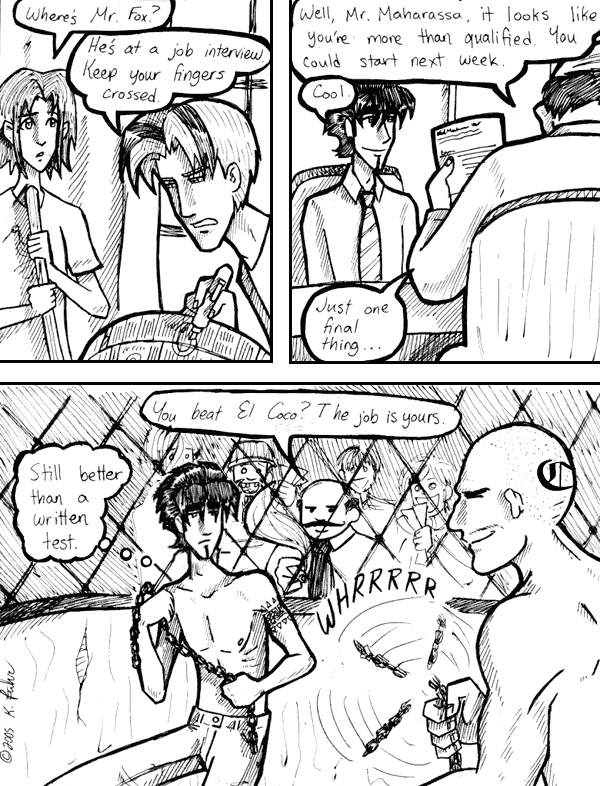 Where's Mr. Fox?
He's at a job interview.
Keep your fingers
crossed.
Well, Mr. Maharassa, it looks like
you're more than qualified. You
could start next week.
Cool.
Just one
final
thing...
You beat El Coco? The job is yours.
Still better
than a
written
test.
WHRRRRR
C
©2005 K. Fahr